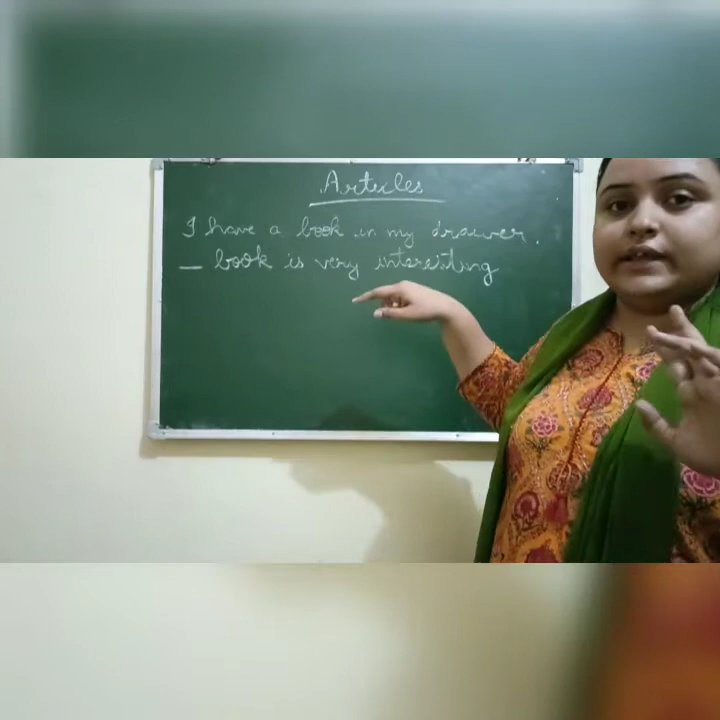 Articles
I have a book in my drawer.
— book is very interesting